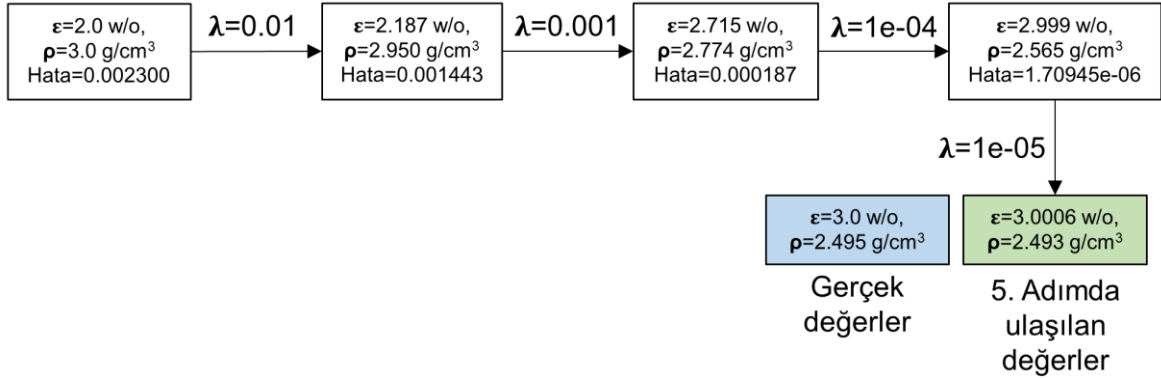 ε=2.0 w/o,
ρ=3.0 g/cm³
Hata=0.002300
λ=0.01
ε=2.187 w/o,
ρ=2.950 g/cm³
Hata=0.001443
λ=0.001
ε=2.715 w/o,
ρ=2.774 g/cm³
Hata=0.000187
λ=1e-04
ε=2.999 w/o,
ρ=2.565 g/cm³
Hata=1.70945e-06
λ=1e-05
ε=3.0 w/o,
ρ=2.495 g/cm³
Gerçek
değerler
ε=3.0006 w/o,
ρ=2.493 g/cm³
5. Adımda
ulaşılan
değerler